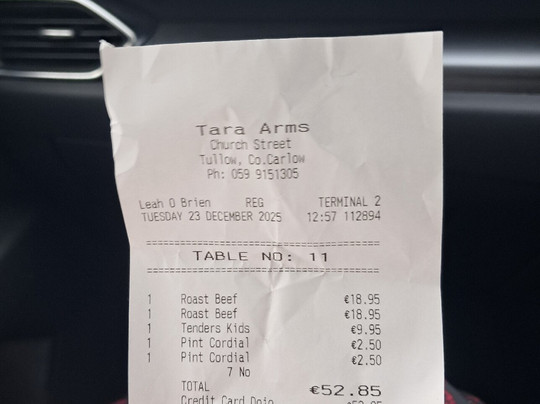 Tara Arms
Church Street
Tullow, Co.Carlow
Ph: 059 9151305
Leah O Brien REG TERMINAL 2
TUESDAY 23 DECEMBER 2025 12:57 112894
TABLE NO: 11
1 Roast Beef €18.95
1 Roast Beef €18.95
1 Tenders Kids €9.95
1 Pint Cordial €2.50
1 Pint Cordial €2.50
7 No
TOTAL €52.85
Credit Card